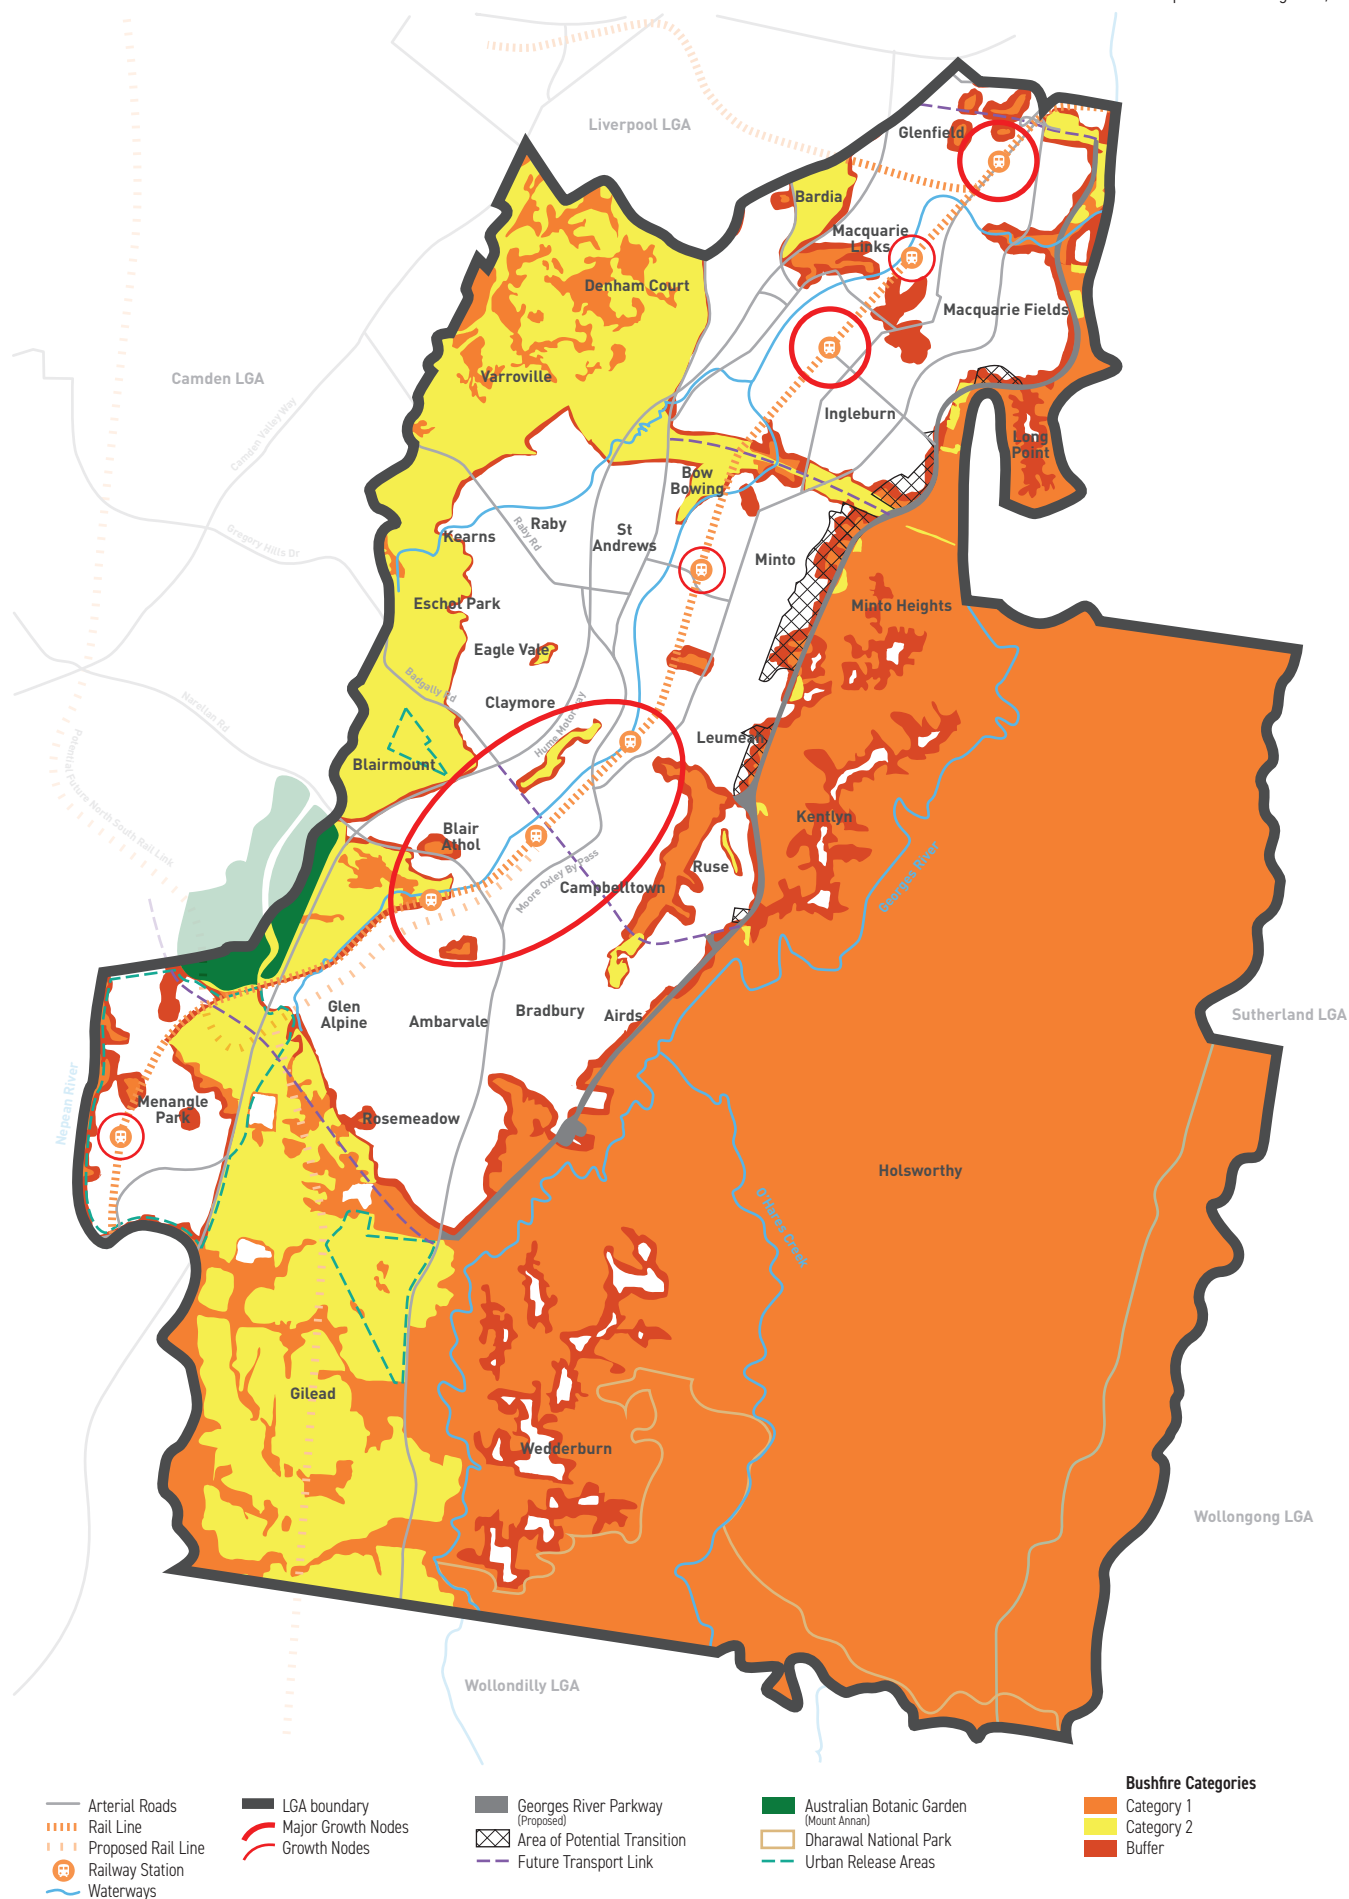 Liverpool LGA
Glenfield
Bardia
Macquarie
Links
Denham Court
Macquarie Fields
Camden LGA
Varroville
Camden Valley Way
Ingleburn
Long
Point
Bow
Bowing
Raby
Raby Rd
St
Andrews
Kearns
Gregory Hills Dr
Minto
Eschol Park
Minto Heights
Eagle Vale
Badgally Rd
Claymore
Narellan Rd
Hume Motorway
Leumeah
Potential Future North South Rail Link
Blairmount
Kentlyn
Blair
Athol
Ruse
Moore Oxley By Pass
Campbelltown
Georges River
Glen
Alpine
Ambarvale
Bradbury
Airds
Sutherland LGA
Nepean River
Menangle
Park
Rosemeadow
Holsworthy
O'Hares Creek
Gilead
Wedderburn
Wollongong LGA
Wollondilly LGA
Arterial Roads
Rail Line
Proposed Rail Line
Railway Station
Waterways
LGA boundary
Major Growth Nodes
Growth Nodes
Georges River Parkway
(Proposed)
Area of Potential Transition
Future Transport Link
Australian Botanic Garden
(Mount Annan)
Dharawal National Park
Urban Release Areas
Bushfire Categories
Category 1
Category 2
Buffer